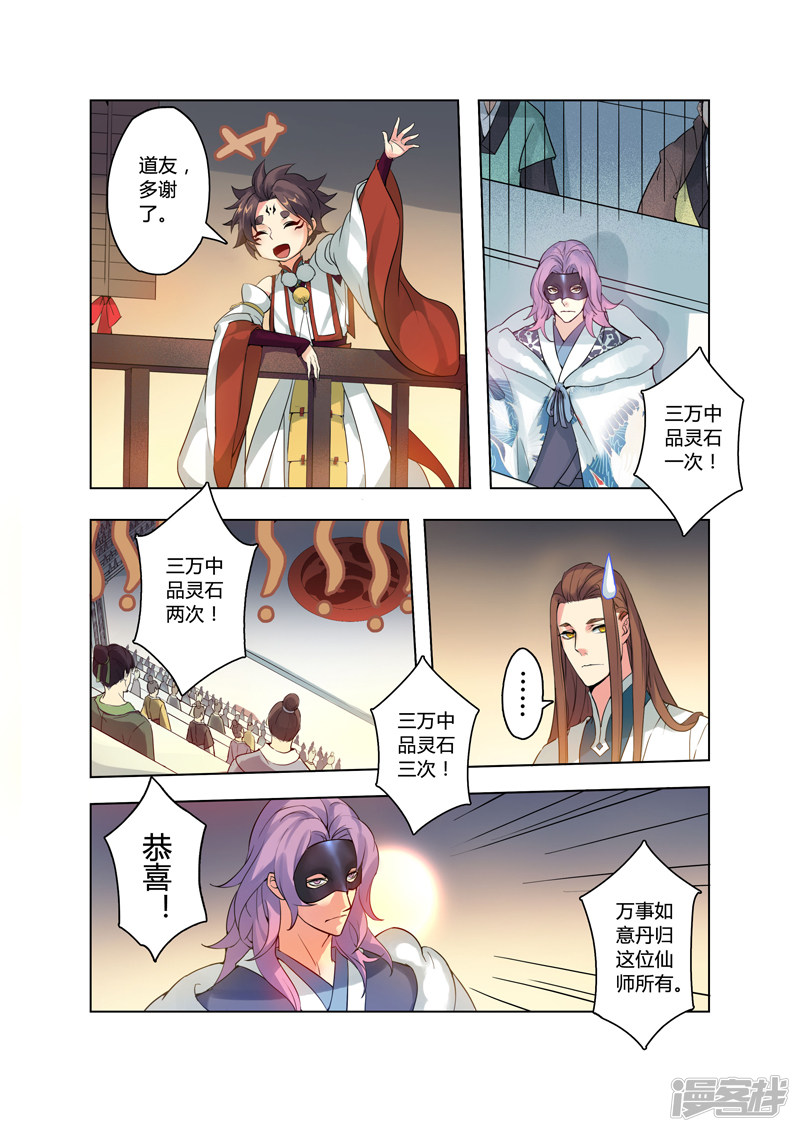 道友，
多谢
了。
三万中
品灵石
一次！
三万中
品灵石
两次！
……
三万中
品灵石
三次！
恭
喜！
万事如
意丹归
这位仙
师所有。
漫客栈